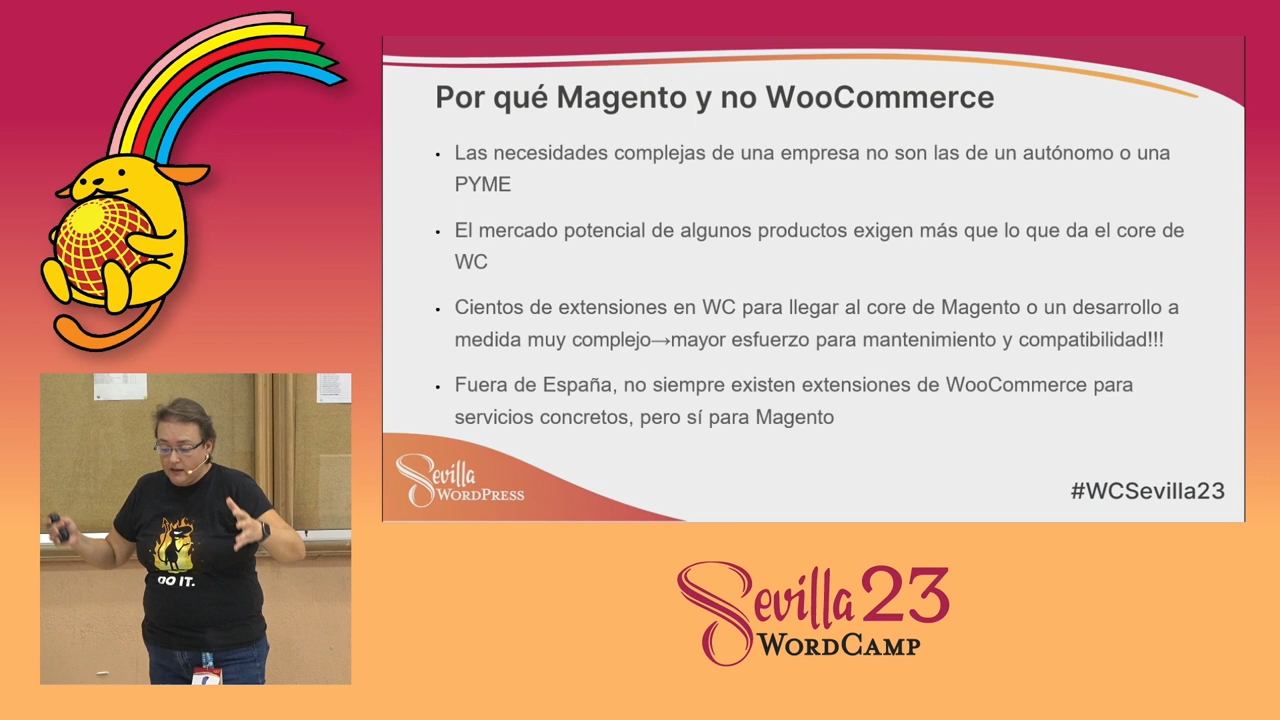 Por qué Magento y no WooCommerce
• Las necesidades complejas de una empresa no son las de un autónomo o una
PYME
• El mercado potencial de algunos productos exigen más que lo que da el core de
WC
• Cientos de extensiones en WC para llegar al core de Magento o un desarrollo a
medida muy complejo→mayor esfuerzo para mantenimiento y compatibilidad!!!
• Fuera de España, no siempre existen extensiones de WooCommerce para
servicios concretos, pero sí para Magento
Sevilla
WORDPRESS
#WCSevilla23
DO IT.
Sevilla 23
WORDCAMP